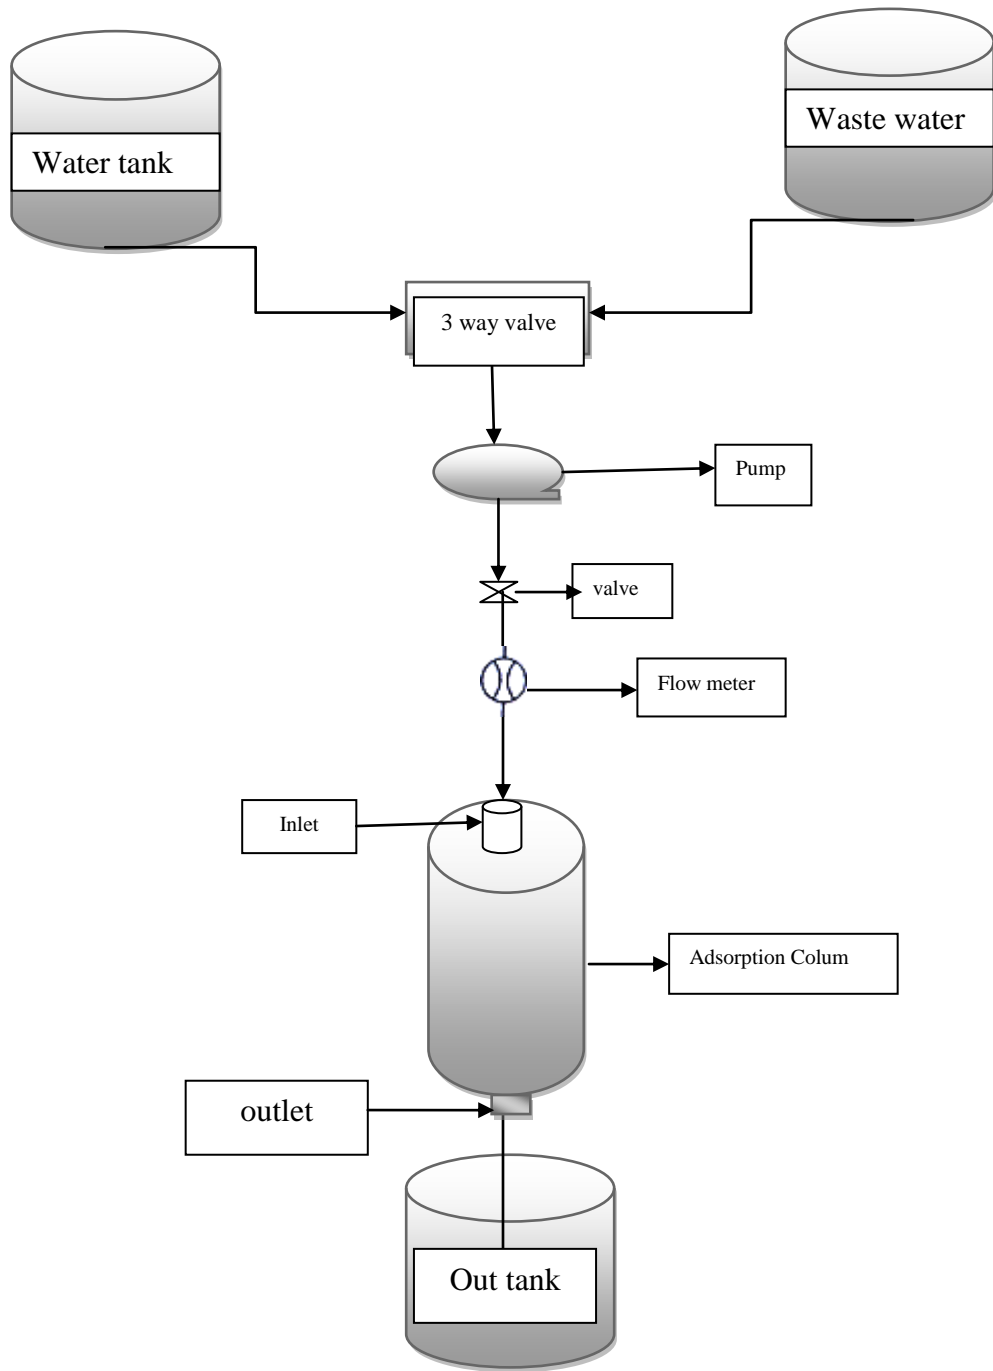 Waste water
Water tank
3 way valve
Pump
valve
Flow meter
Inlet
Adsorption Colum
outlet
Out tank